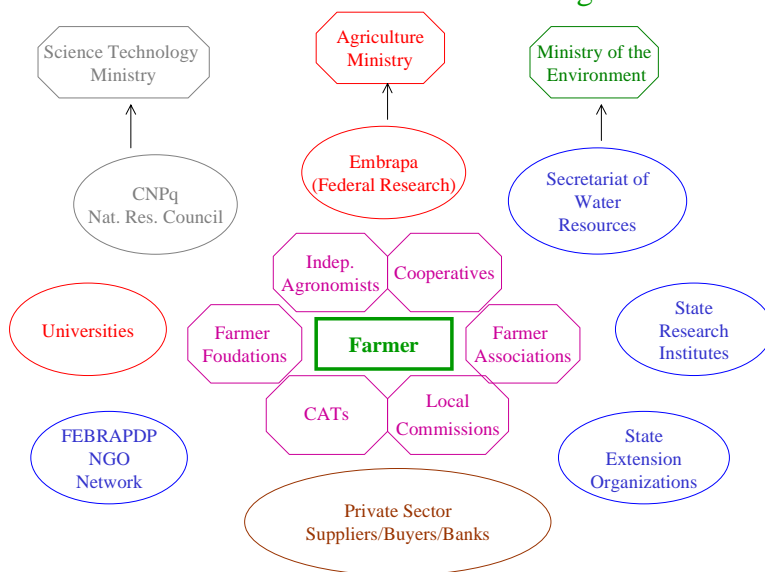 Science Technology
Ministry
Agriculture
Ministry
Ministry of the
Environment
CNPq
Nat. Res. Council
Embrapa
(Federal Research)
Secretariat of
Water
Resources
Indep.
Agronomists
Cooperatives
Universities
Farmer
Foudations
Farmer
Farmer
Associations
State
Research
Institutes
CATs
Local
Commissions
FEBRAPDP
NGO
Network
State
Extension
Organizations
Private Sector
Suppliers/Buyers/Banks